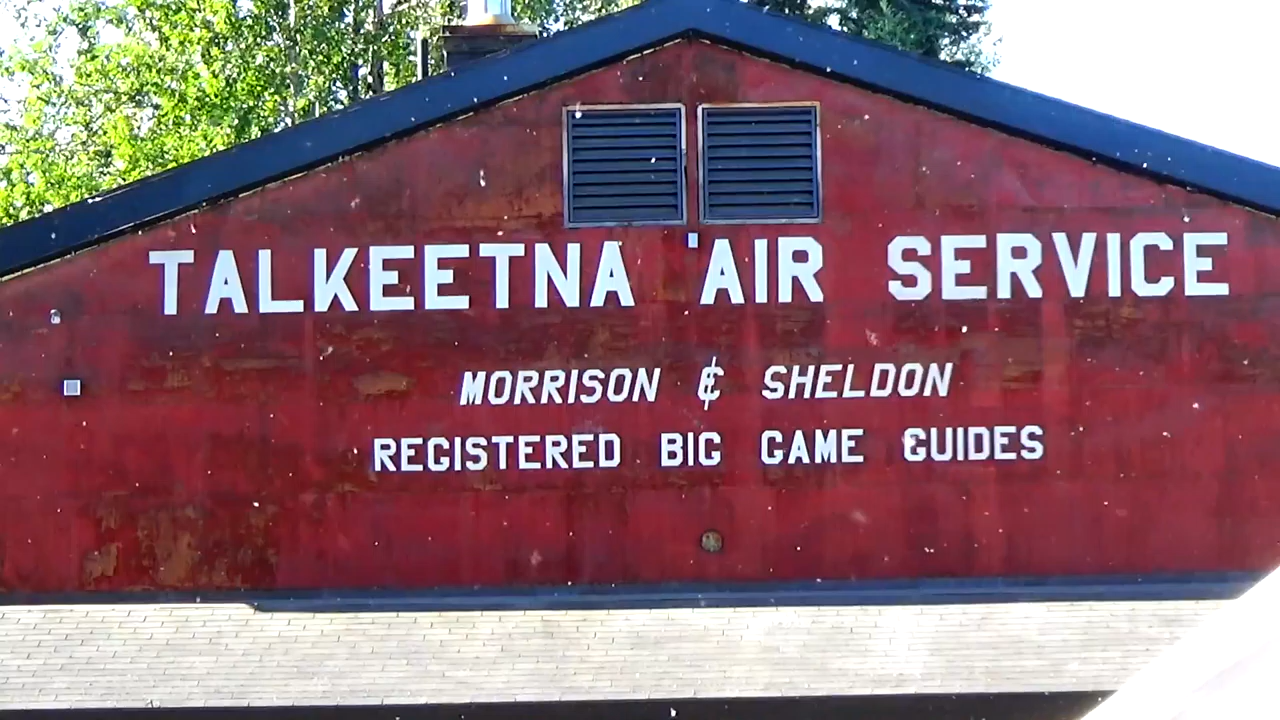 TALKEETNA AIR SERVICE
MORRISON & SHELDON
REGISTERED BIG GAME GUIDES